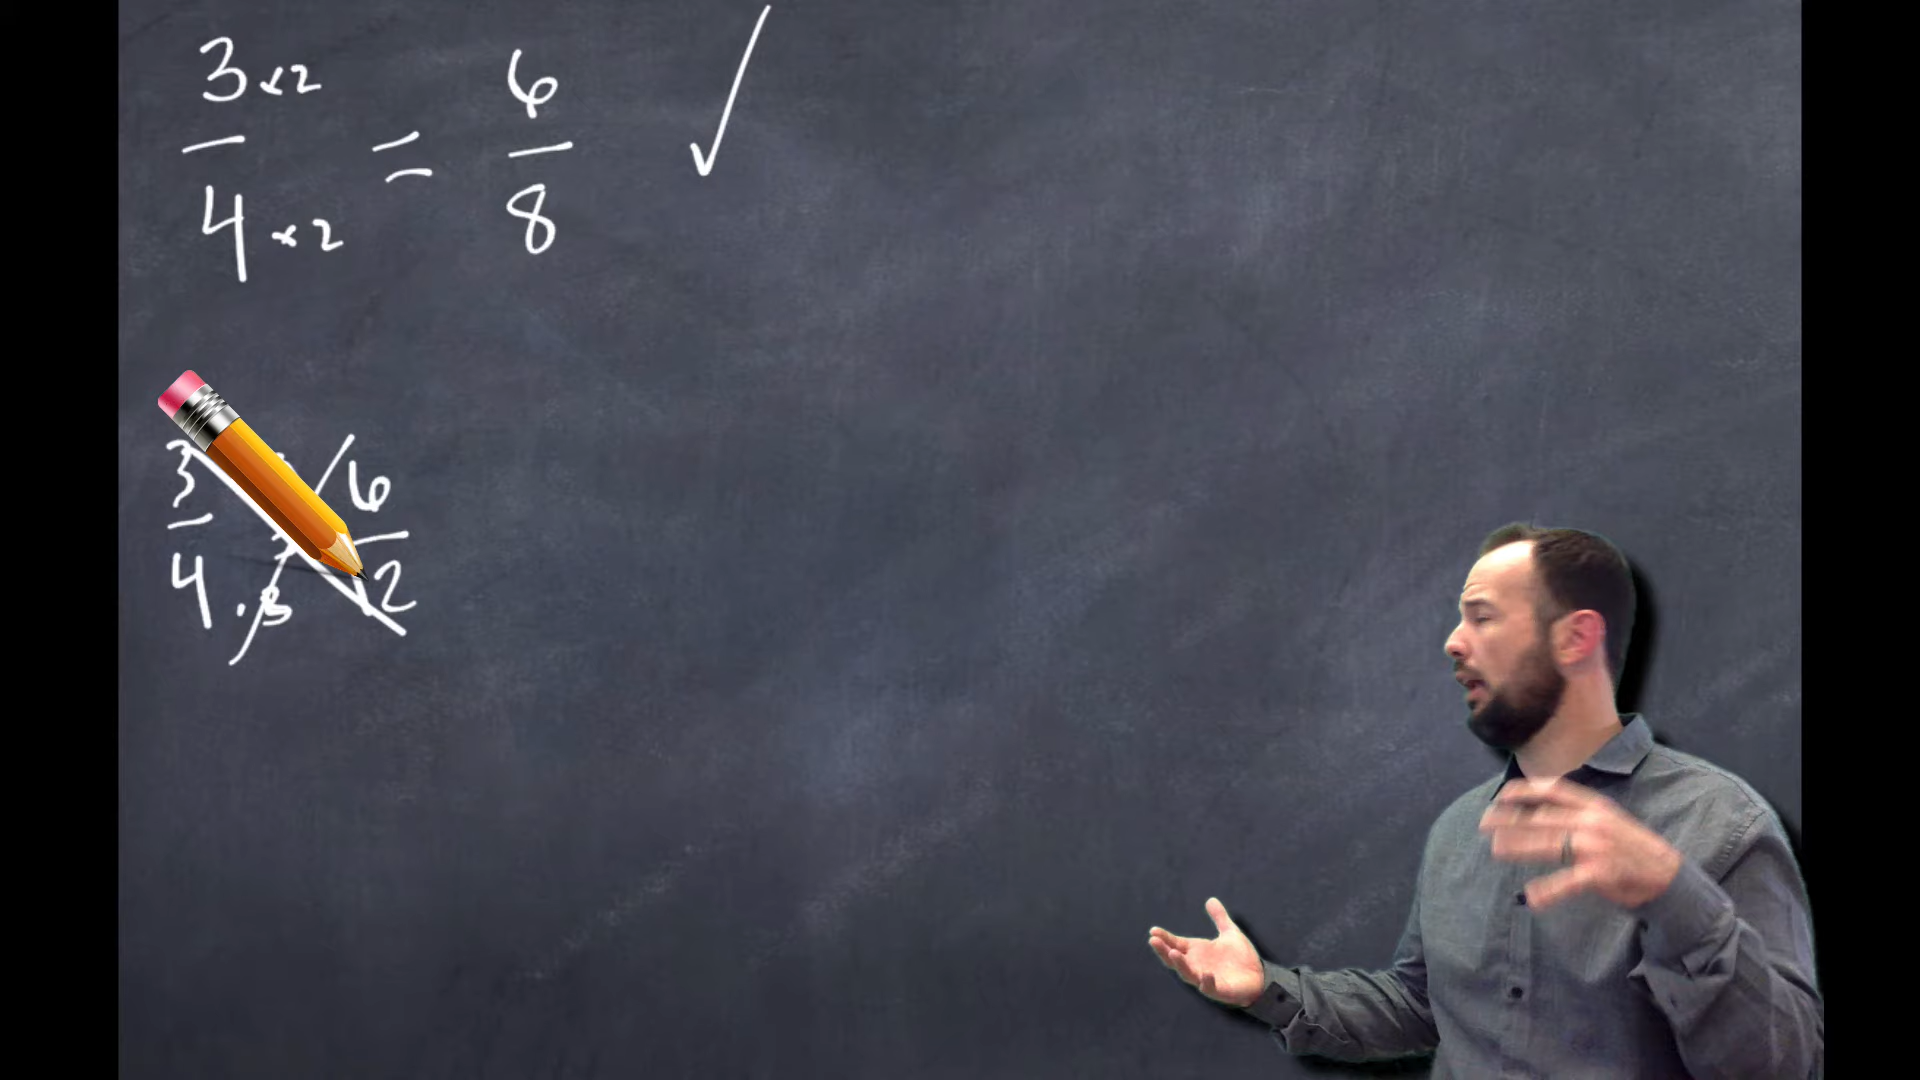 3 ×2 / 4 ×2 = 6 / 8 ✓
3 / 4 · 3 6 / 12